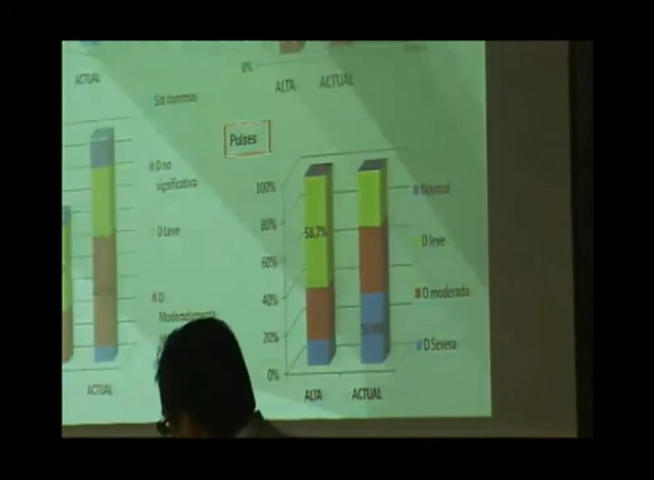 ACTUAL
0%
ALTA ACTUAL
Sin
Pulses:
D no
significativa
D Leve
D
Moderadamente
ACTUAL
100%
80%
60%
40%
20%
0%
58,7%
ALTA ACTUAL
Normal
D leve
D moderada
D Severa